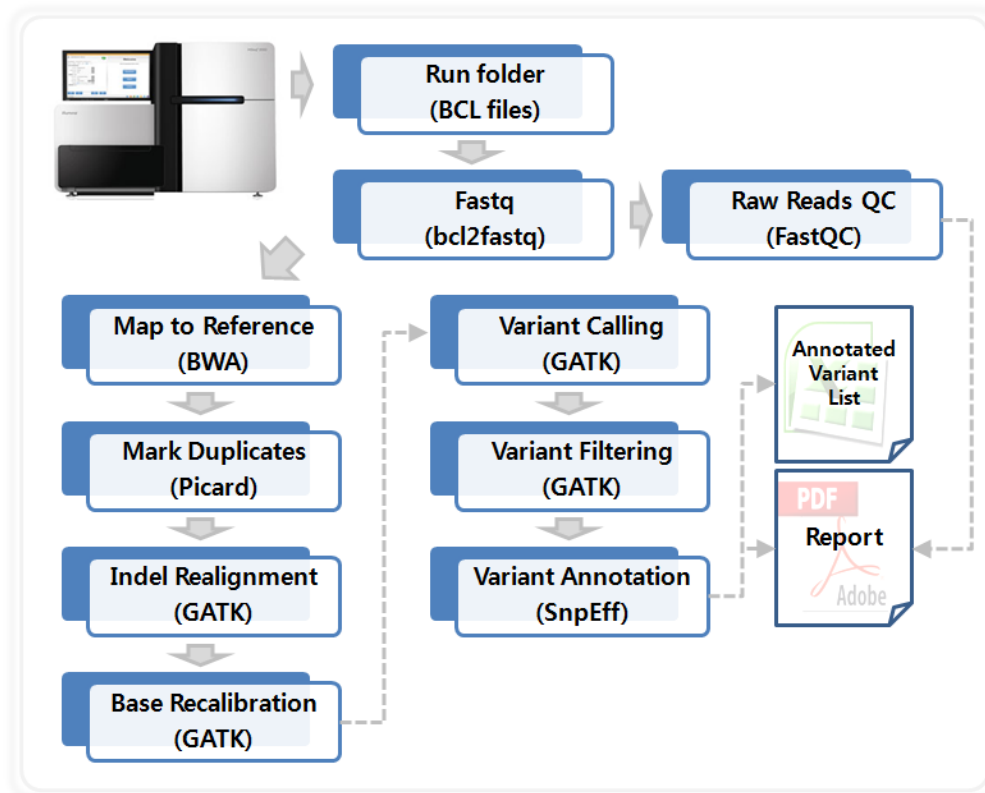 Run folder
(BCL files)
Fastq
(bcl2fastq)
Raw Reads QC
(FastQC)
Map to Reference
(BWA)
Mark Duplicates
(Picard)
Indel Realignment
(GATK)
Base Recalibration
(GATK)
Variant Calling
(GATK)
Variant Filtering
(GATK)
Variant Annotation
(SnpEff)
Annotated
Variant
List
PDF
Report
Adobe